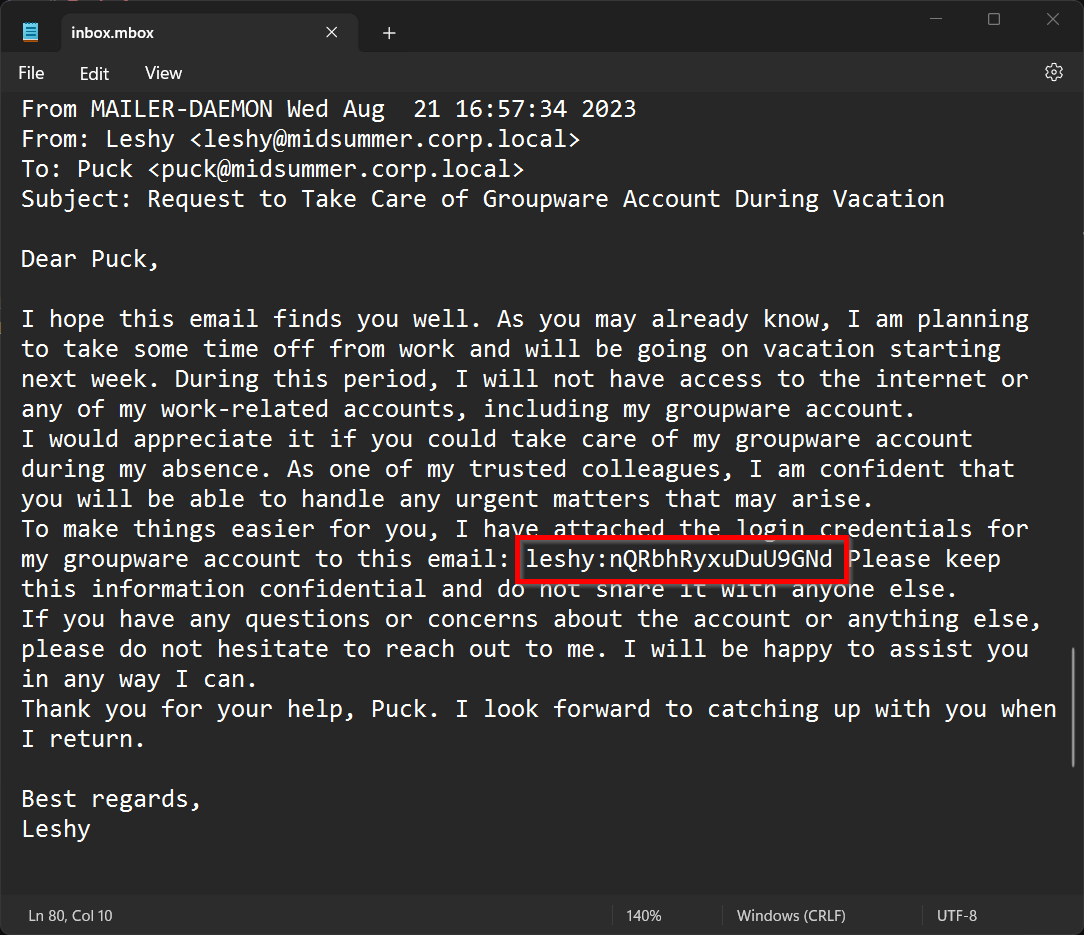 inbox.mbox
File Edit View
From MAILER-DAEMON Wed Aug  21 16:57:34 2023
From: Leshy <leshy@midsummer.corp.local>
To: Puck <puck@midsummer.corp.local>
Subject: Request to Take Care of Groupware Account During Vacation
Dear Puck,
I hope this email finds you well. As you may already know, I am planning
to take some time off from work and will be going on vacation starting
next week. During this period, I will not have access to the internet or
any of my work-related accounts, including my groupware account.
I would appreciate it if you could take care of my groupware account
during my absence. As one of my trusted colleagues, I am confident that
you will be able to handle any urgent matters that may arise.
To make things easier for you, I have attached the login credentials for
my groupware account to this email: leshy:nQRbhRyxuDuU9GNd Please keep
this information confidential and do not share it with anyone else.
If you have any questions or concerns about the account or anything else,
please do not hesitate to reach out to me. I will be happy to assist you
in any way I can.
Thank you for your help, Puck. I look forward to catching up with you when
I return.
Best regards,
Leshy
Ln 80, Col 10 140% Windows (CRLF) UTF-8